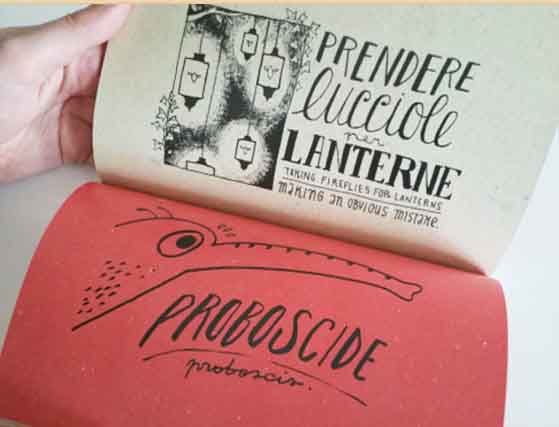 PRENDERE
lucciole
per
LANTERNE
TAKING FIREFLIES FOR LANTERNS
MAKING AN OBVIOUS MISTAKE.
PROBOSCIDE
proboscis.